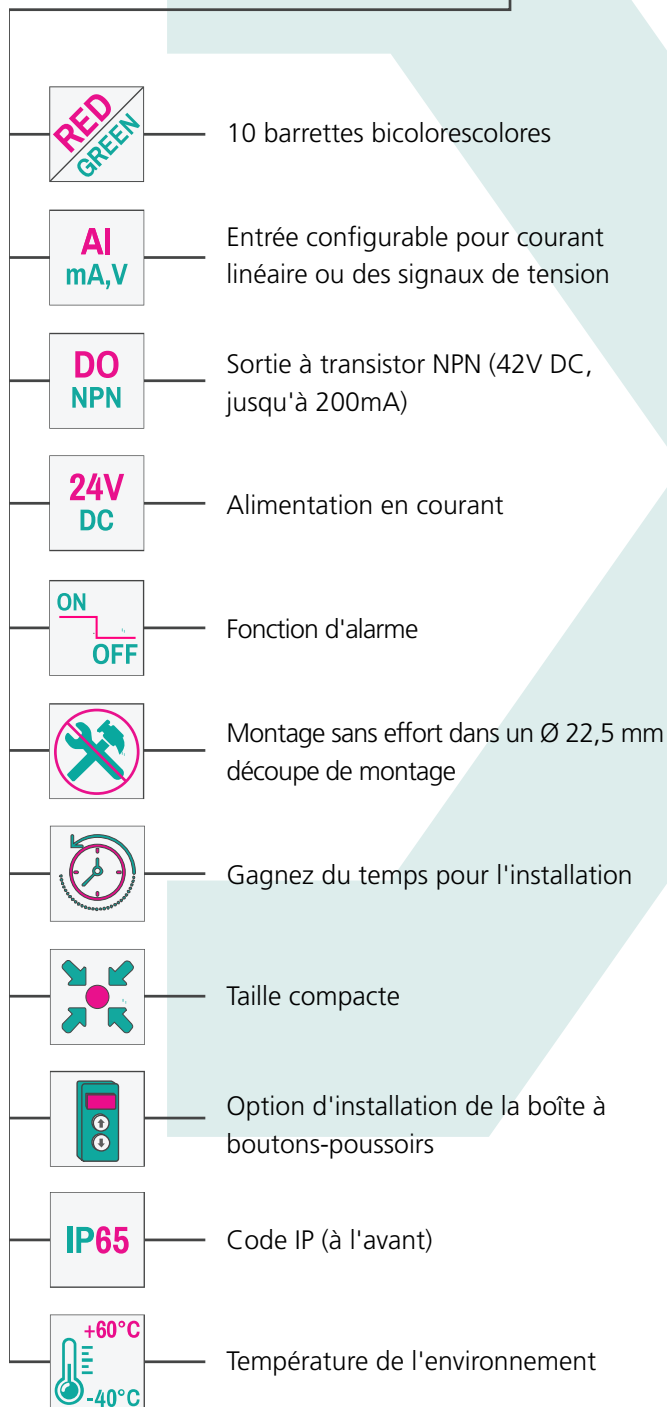 RED
GREEN
10 barrettes bicolorescolores
AI
mA,V
Entrée configurable pour courant
linéaire ou des signaux de tension
DO
NPN
Sortie à transistor NPN (42V DC,
jusqu'à 200mA)
24V
DC
Alimentation en courant
ON
OFF
Fonction d'alarme
Montage sans effort dans un Ø 22,5 mm
découpe de montage
Gagnez du temps pour l'installation
Taille compacte
Option d'installation de la boîte à
boutons-poussoirs
IP65
Code IP (à l'avant)
+60°C
-40°C
Température de l'environnement